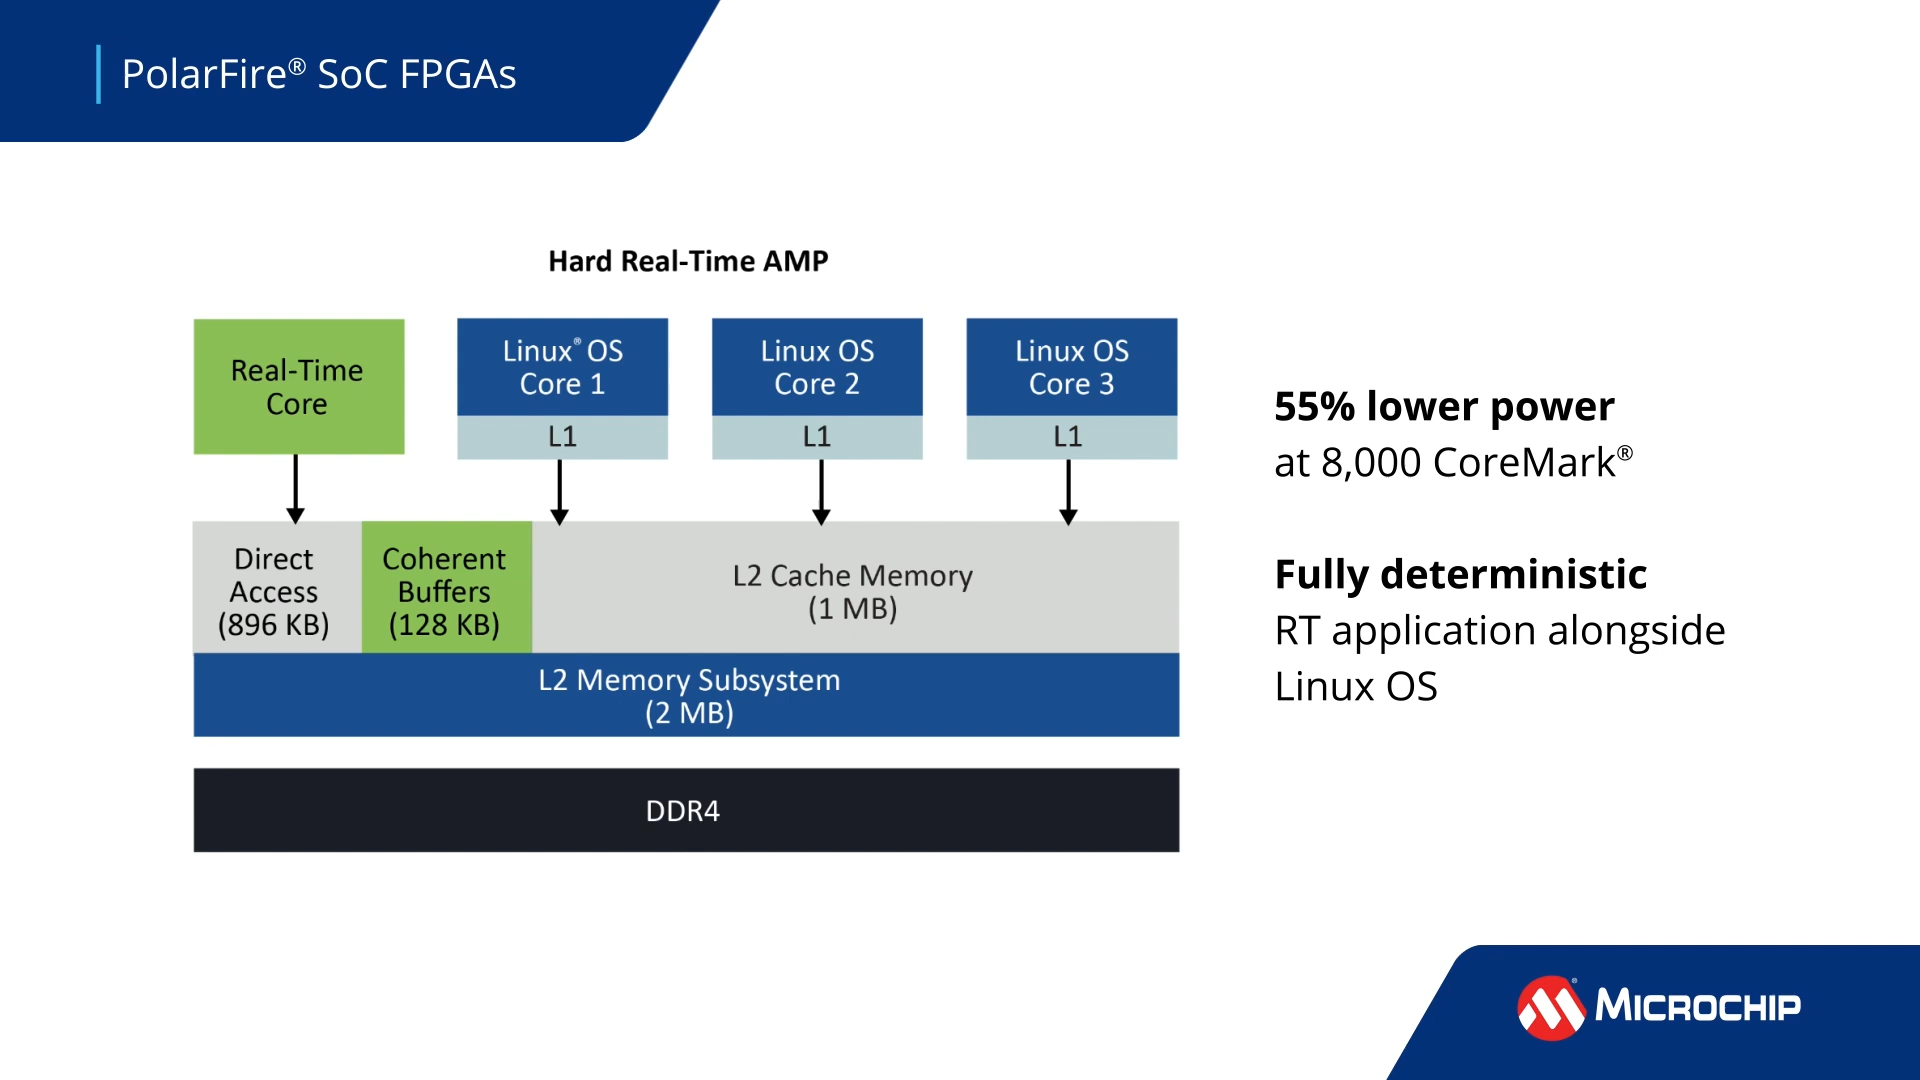 PolarFire® SoC FPGAs
Hard Real-Time AMP
Real-Time
Core
Linux® OS
Core 1
L1
Linux OS
Core 2
L1
Linux OS
Core 3
L1
Direct
Access
(896 KB)
Coherent
Buffers
(128 KB)
L2 Cache Memory
(1 MB)
L2 Memory Subsystem
(2 MB)
DDR4
55% lower power
at 8,000 CoreMark®
Fully deterministic
RT application alongside
Linux OS
® MICROCHIP